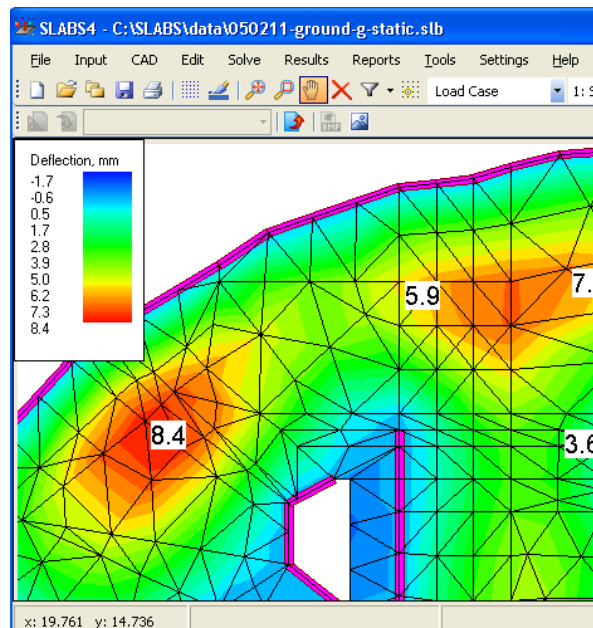 SLABS4 - C:\SLABS\data\050211-ground-g-static.slb
File Input CAD Edit Solve Results Reports Tools Settings Help
Load Case 1: S
Deflection, mm
-1.7
-0.6
0.5
1.7
2.8
3.9
5.0
6.2
7.3
8.4
7.
5.9
8.4
3.6
x: 19.761 y: 14.736